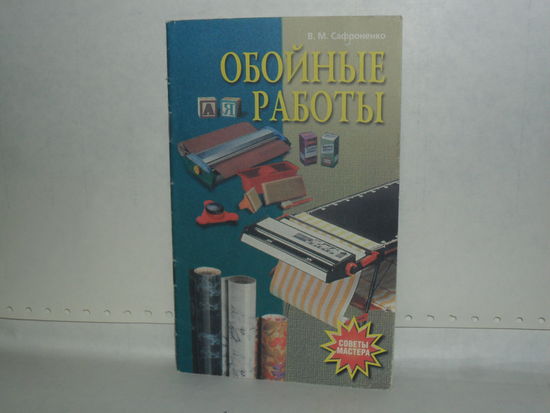 В. М. Сафроненко
ОБОЙНЫЕ
РАБОТЫ
А Я
СОВЕТЫ
МАСТЕРА